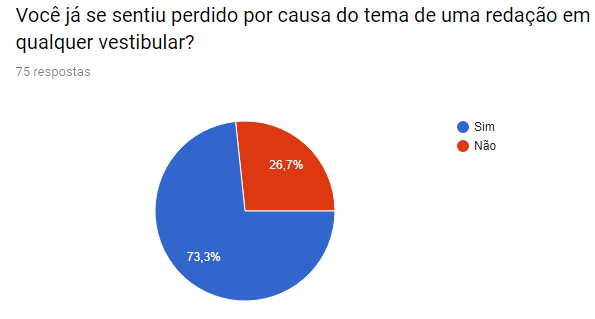 Você já se sentiu perdido por causa do tema de uma redação em
qualquer vestibular?
75 respostas
Sim
Não
26,7%
73,3%